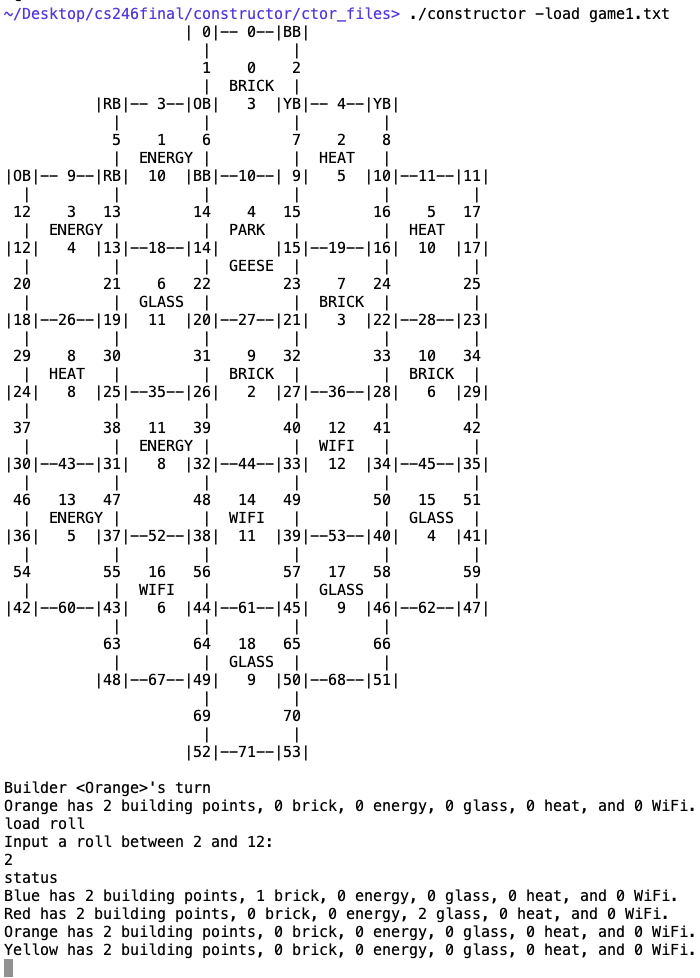 ~/Desktop/cs246final/constructor/ctor_files> ./constructor -load game1.txt
                    | 0|-- 0--|BB|
                      |         |
                      1    0    2
                      |  BRICK  |
          |RB|-- 3--|OB|   3  |YB|-- 4--|YB|
            |         |         |         |
            5    1    6         7    2    8
            |  ENERGY |         |  HEAT   |
|OB|-- 9--|RB|  10  |BB|--10--| 9|   5  |10|--11--|11|
  |         |         |         |         |         |
 12    3   13        14    4   15        16    5   17
  |  ENERGY |         |  PARK   |         |  HEAT   |
|12|   4  |13|--18--|14|      |15|--19--|16|  10  |17|
  |         |         |  GEESE  |         |         |
 20        21    6   22        23    7   24        25
  |         |  GLASS  |         |  BRICK  |         |
|18|--26--|19|  11  |20|--27--|21|   3  |22|--28--|23|
  |         |         |         |         |         |
 29    8   30        31    9   32        33   10   34
  |  HEAT   |         |  BRICK  |         |  BRICK  |
|24|   8  |25|--35--|26|   2  |27|--36--|28|   6  |29|
  |         |         |         |         |         |
 37        38   11   39        40   12   41        42
  |         |  ENERGY |         |  WIFI   |         |
|30|--43--|31|   8  |32|--44--|33|  12  |34|--45--|35|
  |         |         |         |         |         |
 46   13   47        48   14   49        50   15   51
  |  ENERGY |         |  WIFI   |         |  GLASS  |
|36|   5  |37|--52--|38|  11  |39|--53--|40|   4  |41|
  |         |         |         |         |         |
 54        55   16   56        57   17   58        59
  |         |  WIFI   |         |  GLASS  |         |
|42|--60--|43|   6  |44|--61--|45|   9  |46|--62--|47|
            |         |         |         |
           63        64   18   65        66
            |         |  GLASS  |         |
          |48|--67--|49|   9  |50|--68--|51|
                      |         |
                     69        70
                      |         |
                    |52|--71--|53|
Builder <Orange>'s turn
Orange has 2 building points, 0 brick, 0 energy, 0 glass, 0 heat, and 0 WiFi.
load roll
Input a roll between 2 and 12:
2
status
Blue has 2 building points, 1 brick, 0 energy, 0 glass, 0 heat, and 0 WiFi.
Red has 2 building points, 0 brick, 0 energy, 2 glass, 0 heat, and 0 WiFi.
Orange has 2 building points, 0 brick, 0 energy, 0 glass, 0 heat, and 0 WiFi.
Yellow has 2 building points, 0 brick, 0 energy, 0 glass, 0 heat, and 0 WiFi.